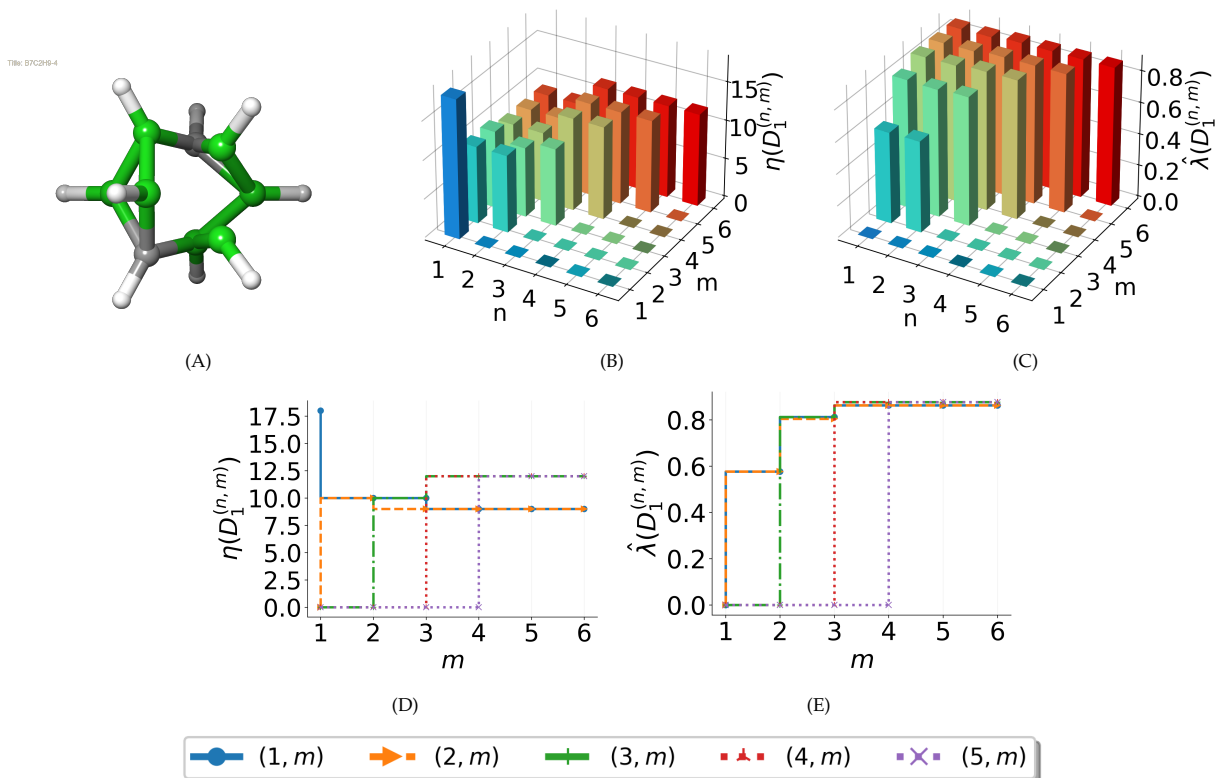 Title: B7C2H9-4
(A)
15
10
5
0
η(D₁^(n, m))
1
2
3
4
5
6
n
1
2
3
4
5
6
m
(B)
0.8
0.6
0.4
0.2
0.0
λ̂(D₁^(n, m))
1
2
3
4
5
6
n
1
2
3
4
5
6
m
(C)
17.5
15.0
12.5
10.0
7.5
5.0
2.5
0.0
η(D₁^(n, m))
1 2 3 4 5 6
m
(D)
0.8
0.6
0.4
0.2
0.0
λ̂(D₁^(n, m))
1 2 3 4 5 6
m
(E)
(1, m) (2, m) (3, m) (4, m) (5, m)